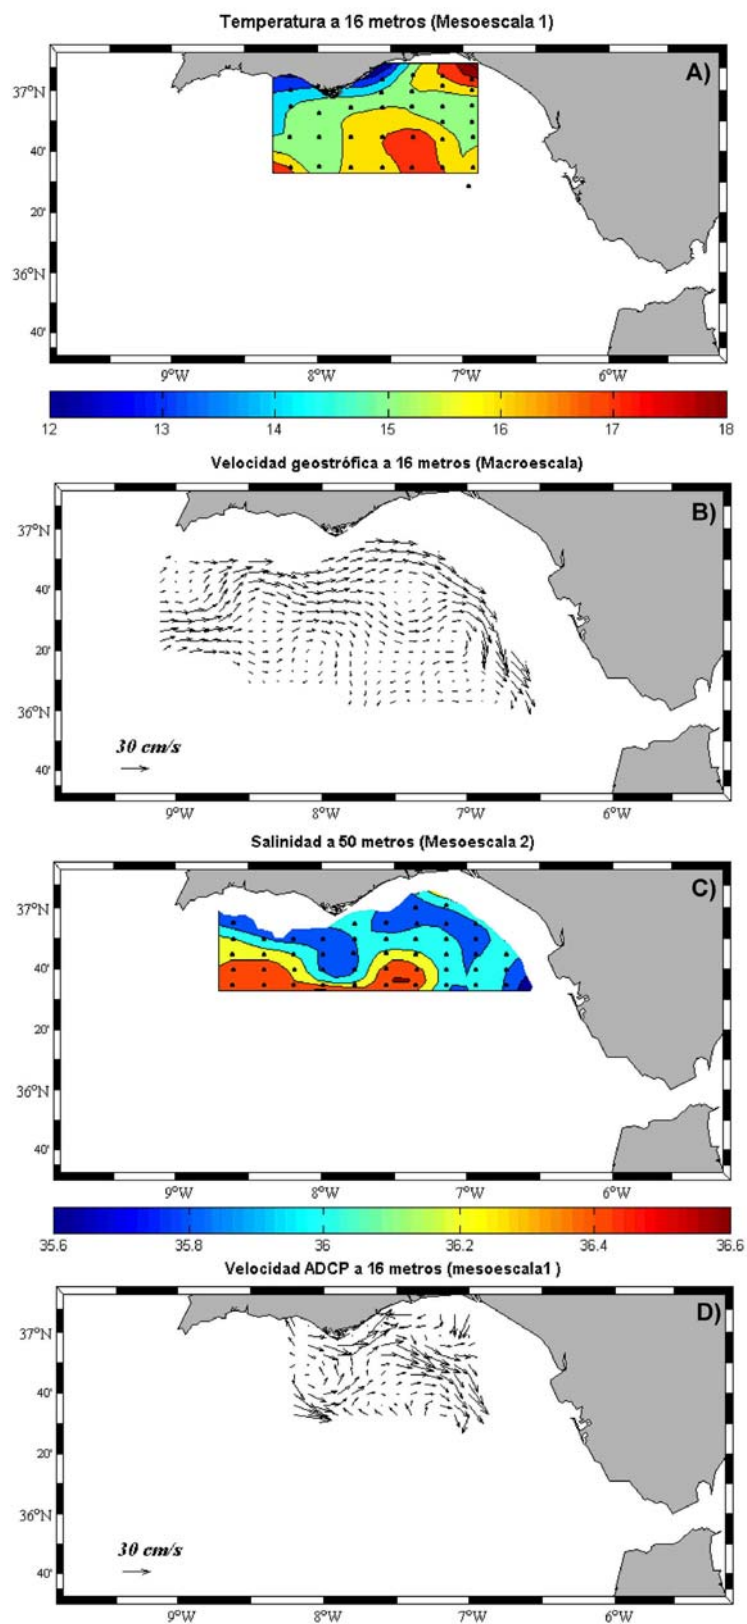 Temperatura a 16 metros (Mesoescala 1)
A)
37°N
40'
20'
36°N
40'
9°W 8°W 7°W 6°W
12 13 14 15 16 17 18
Velocidad geostrófica a 16 metros (Macroescala)
B)
37°N
40'
20'
36°N
30 cm/s
40'
9°W 8°W 7°W 6°W
Salinidad a 50 metros (Mesoescala 2)
C)
37°N
40'
20'
36°N
40'
9°W 8°W 7°W 6°W
35.6 35.8 36 36.2 36.4 36.6
Velocidad ADCP a 16 metros (mesoescala1 )
D)
37°N
40'
20'
36°N
30 cm/s
40'
9°W 8°W 7°W 6°W